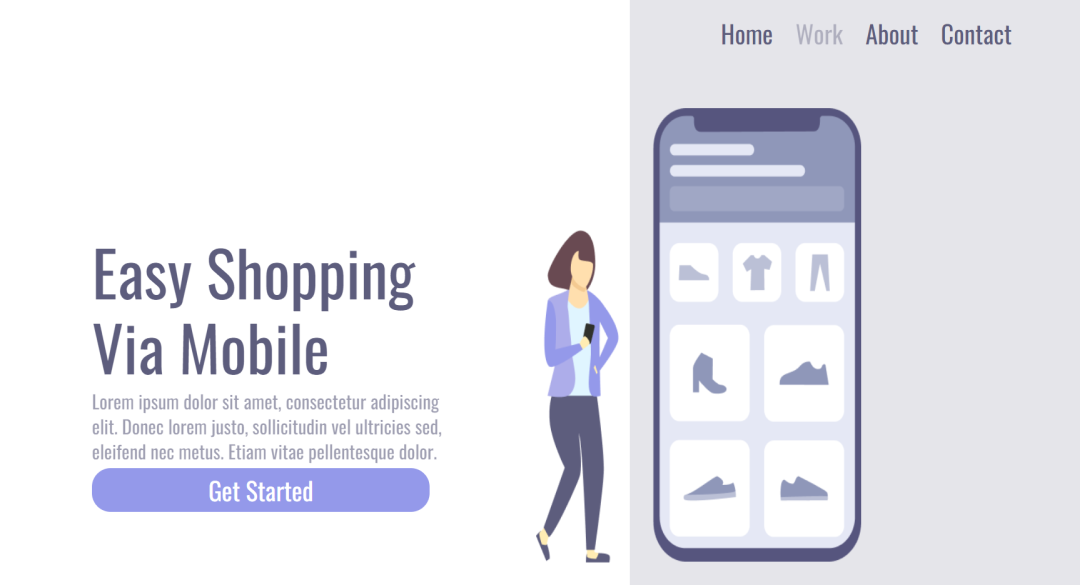 Home Work About Contact
Easy Shopping
Via Mobile
Lorem ipsum dolor sit amet, consectetur adipiscing
elit. Donec lorem justo, sollicitudin vel ultricies sed,
eleifend nec metus. Etiam vitae pellentesque dolor.
Get Started